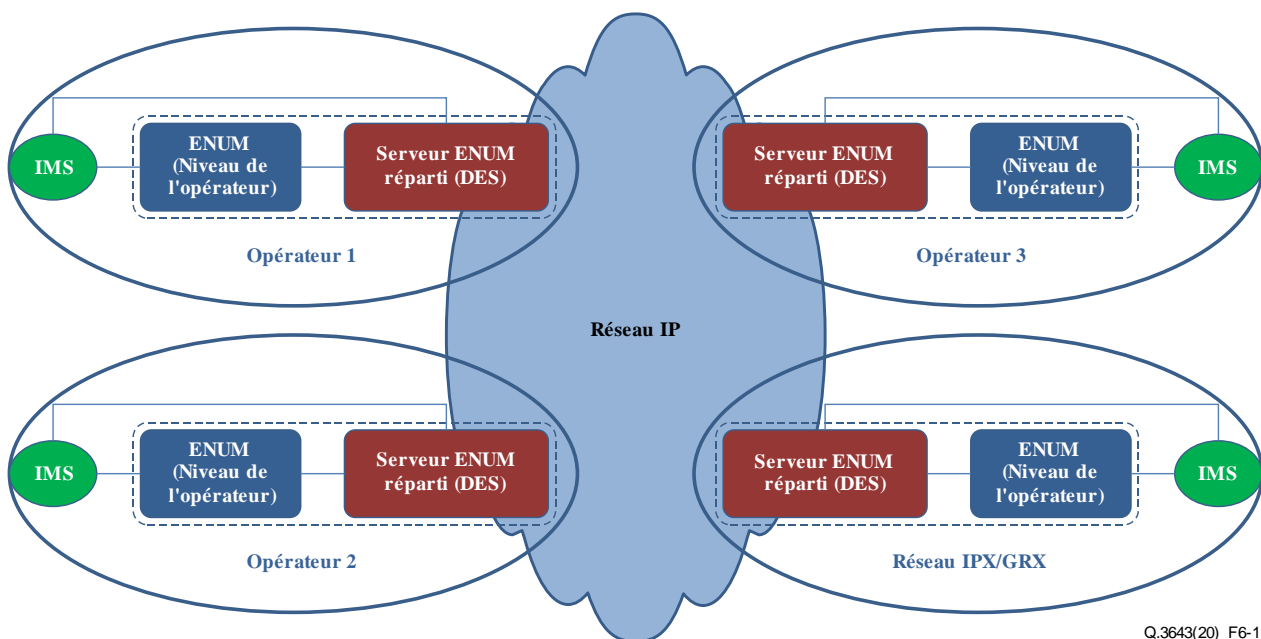 IMS
ENUM
(Niveau de
l'opérateur)
Serveur ENUM
réparti (DES)
Opérateur 1
Serveur ENUM
réparti (DES)
ENUM
(Niveau de
l'opérateur)
IMS
Opérateur 3
Réseau IP
IMS
ENUM
(Niveau de
l'opérateur)
Serveur ENUM
réparti (DES)
Opérateur 2
Serveur ENUM
réparti (DES)
ENUM
(Niveau de
l'opérateur)
IMS
Réseau IPX/GRX
Q.3643(20)_F6-1